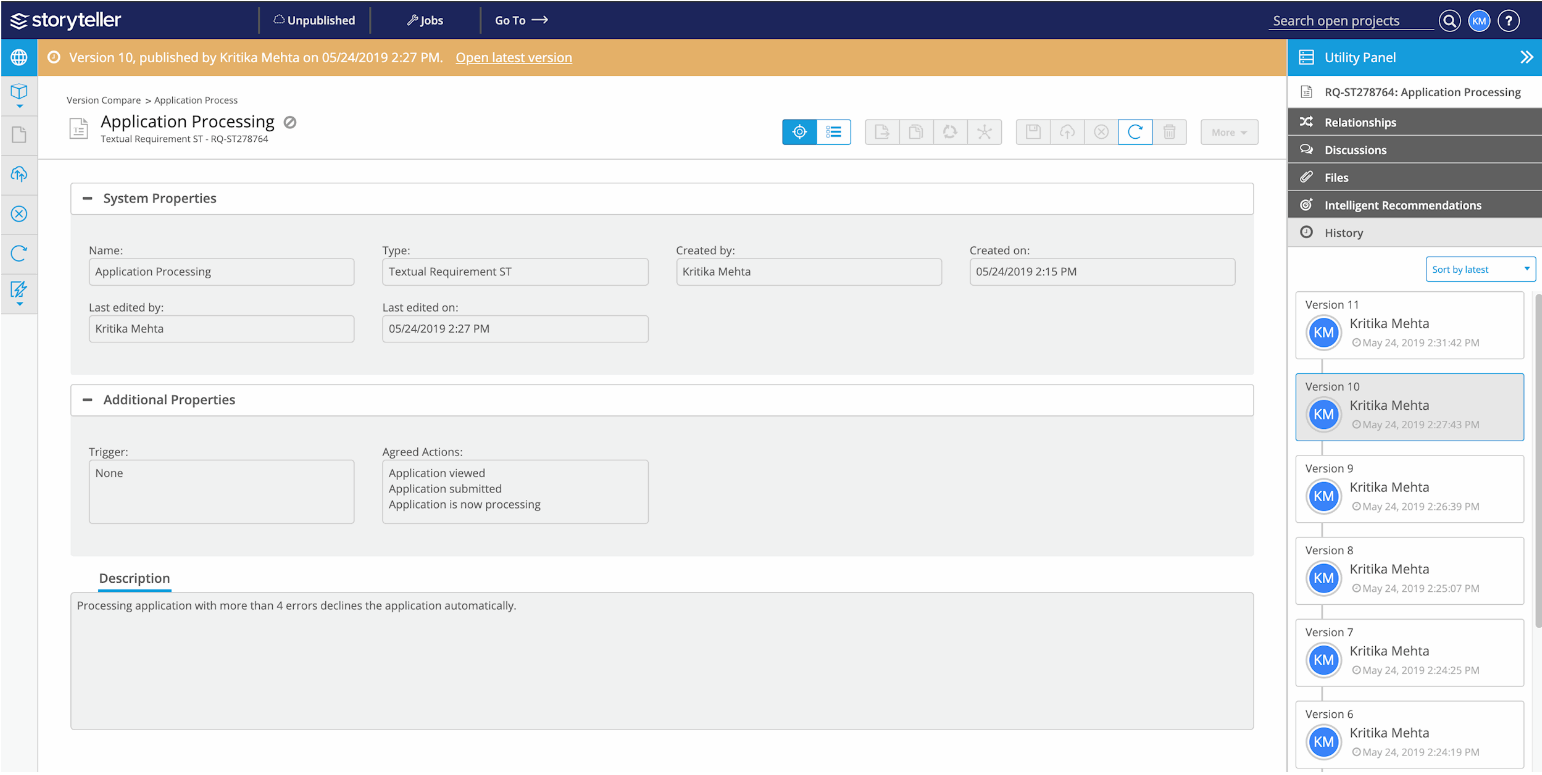 storyteller
Unpublished
Jobs
Go To
Search open projects
KM
?
Version 10, published by Kritika Mehta on 05/24/2019 2:27 PM. Open latest version
Version Compare > Application Process
Application Processing
Textual Requirement ST - RQ-ST278764
More
System Properties
Name:
Application Processing
Type:
Textual Requirement ST
Created by:
Kritika Mehta
Created on:
05/24/2019 2:15 PM
Last edited by:
Kritika Mehta
Last edited on:
05/24/2019 2:27 PM
Additional Properties
Trigger:
None
Agreed Actions:
Application viewed
Application submitted
Application is now processing
Description
Processing application with more than 4 errors declines the application automatically.
Utility Panel
RQ-ST278764: Application Processing
Relationships
Discussions
Files
Intelligent Recommendations
History
Sort by latest
Version 11
KM
Kritika Mehta
May 24, 2019 2:31:42 PM
Version 10
KM
Kritika Mehta
May 24, 2019 2:27:43 PM
Version 9
KM
Kritika Mehta
May 24, 2019 2:26:39 PM
Version 8
KM
Kritika Mehta
May 24, 2019 2:25:07 PM
Version 7
KM
Kritika Mehta
May 24, 2019 2:24:25 PM
Version 6
KM
Kritika Mehta
May 24, 2019 2:24:19 PM